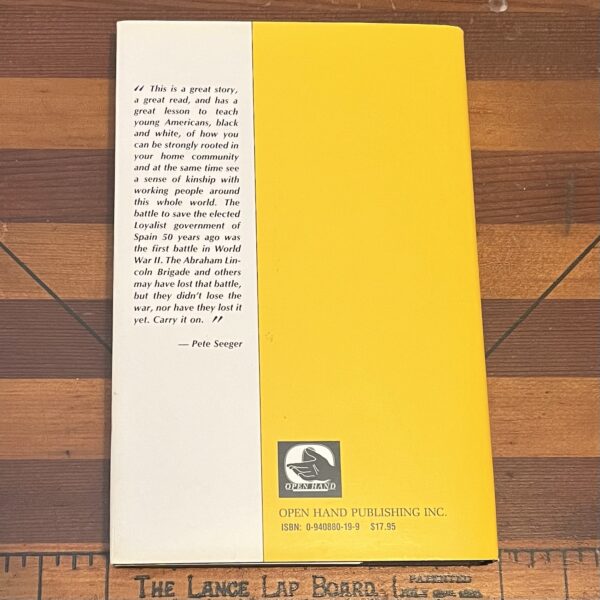 “ This is a great story,
a great read, and has a
great lesson to teach
young Americans, black
and white, of how you
can be strongly rooted in
your home community
and at the same time see
a sense of kinship with
working people around
this whole world. The
battle to save the elected
Loyalist government of
Spain 50 years ago was
the first battle in World
War II. The Abraham Lin-
coln Brigade and others
may have lost that battle,
but they didn't lose the
war, nor have they lost it
yet. Carry it on. ”
— Pete Seeger
OPEN HAND
OPEN HAND PUBLISHING INC.
ISBN: 0-940880-19-9 $17.95
THE LANCE LAP BOARD,
PATENTED